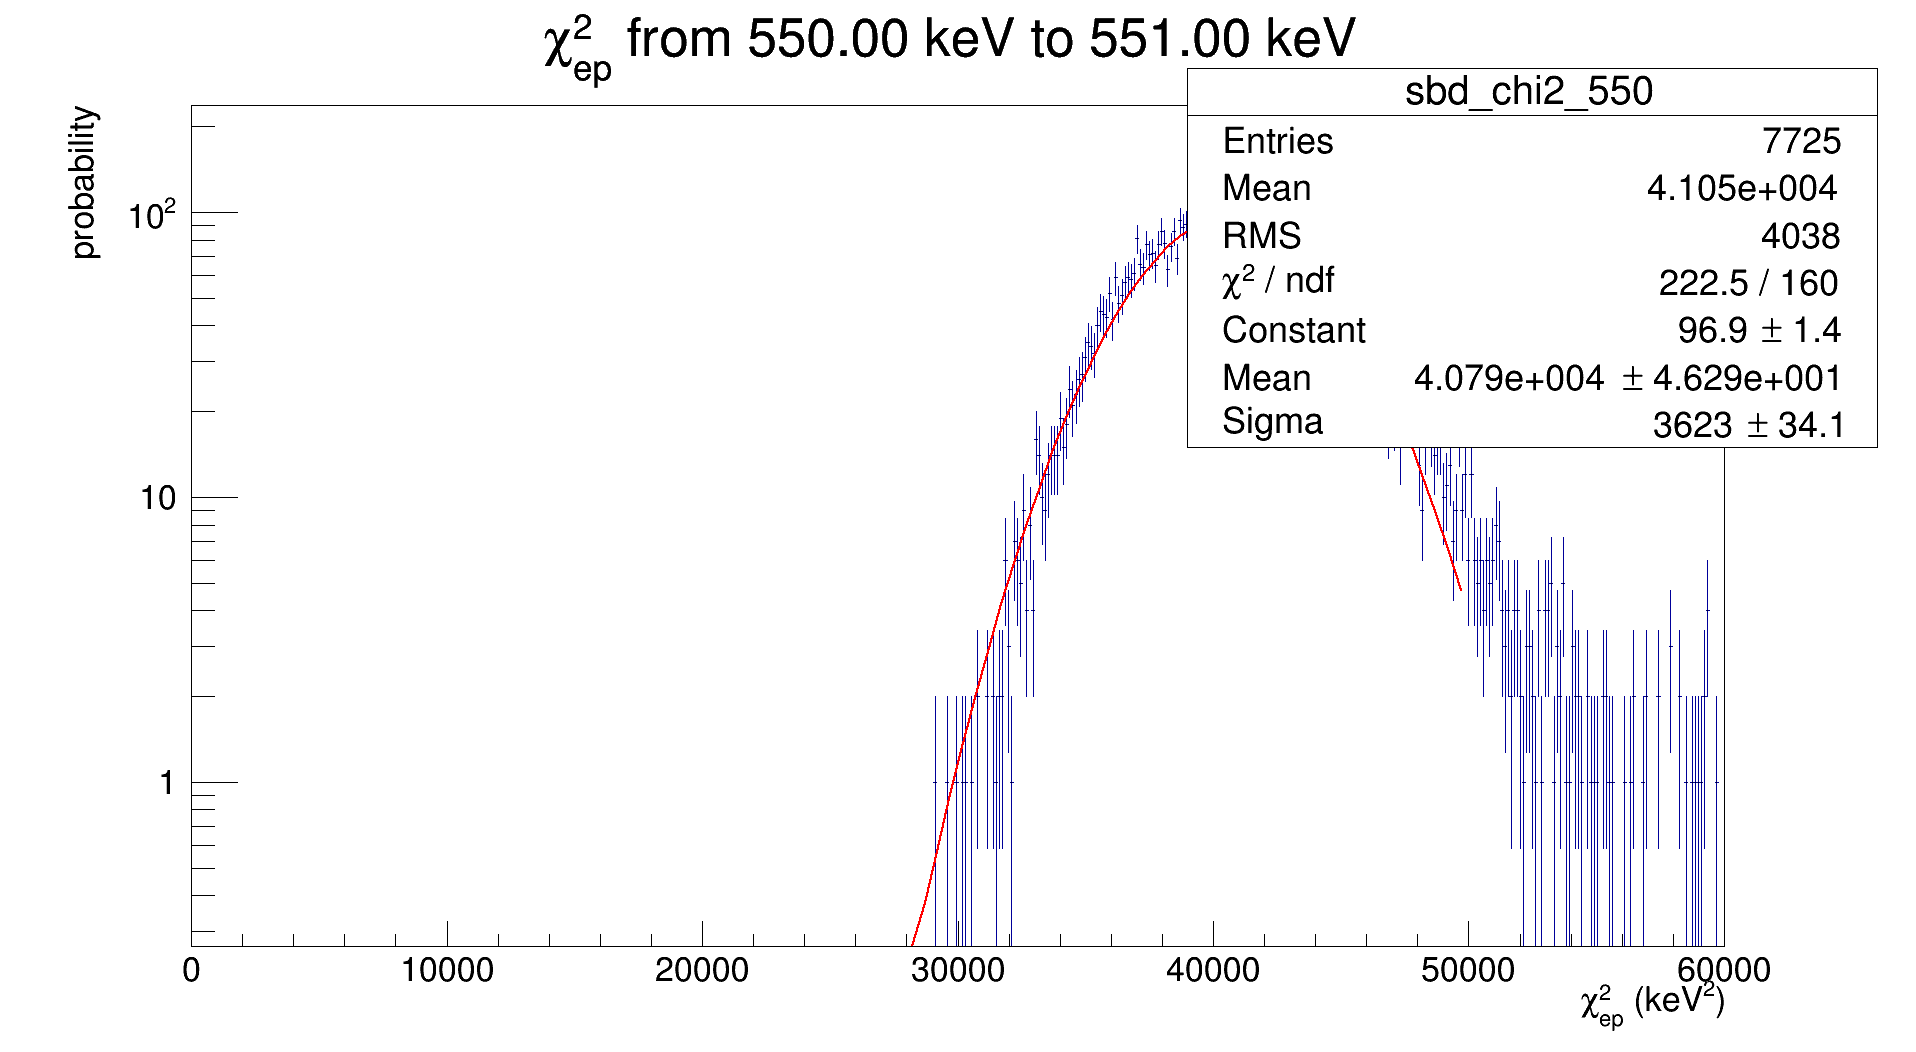 χ²ep from 550.00 keV to 551.00 keV
sbd_chi2_550
Entries 7725
Mean 4.105e+004
RMS 4038
χ² / ndf 222.5 / 160
Constant 96.9 ± 1.4
Mean 4.079e+004 ± 4.629e+001
Sigma 3623 ± 34.1
probability
10²
10
1
0 10000 20000 30000 40000 50000 60000
χ²ep (keV²)